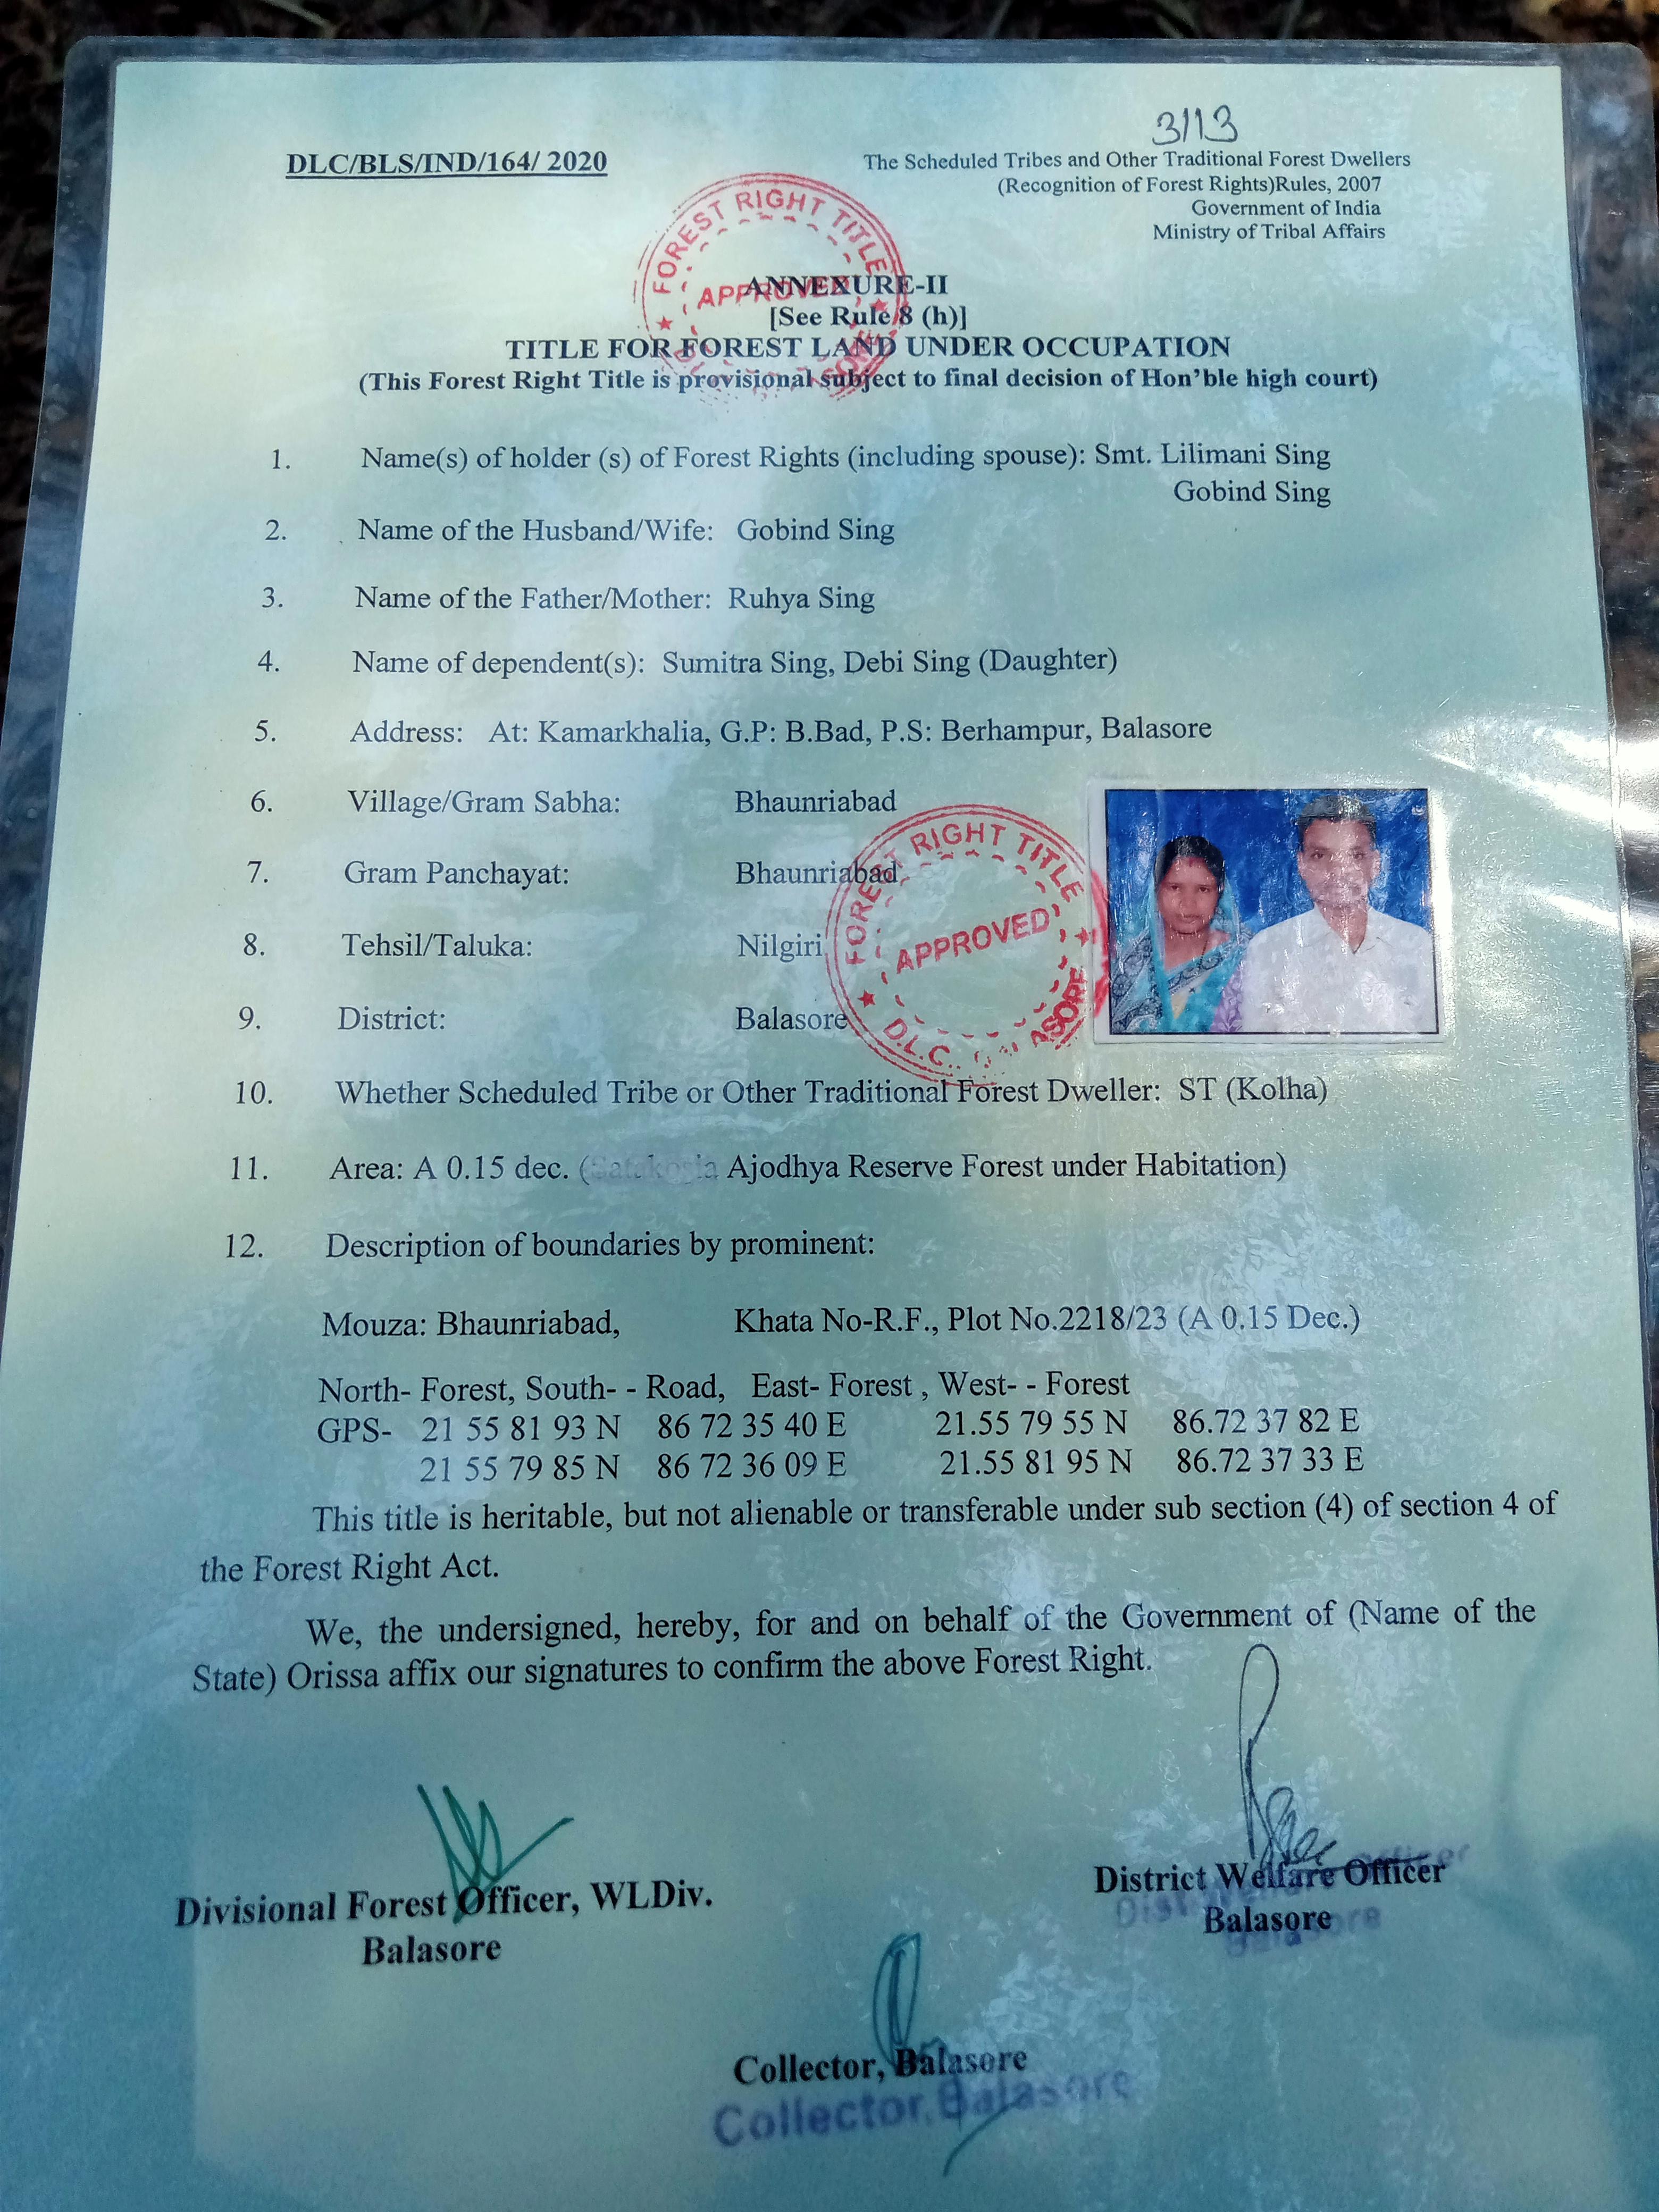 3113
DLC/BLS/IND/164/ 2020
The Scheduled Tribes and Other Traditional Forest Dwellers
(Recognition of Forest Rights)Rules, 2007
Government of India
Ministry of Tribal Affairs
FOREST RIGHT TITLE
APPROVED
ANNEXURE-II
[See Rule 8 (h)]
TITLE FOR FOREST LAND UNDER OCCUPATION
(This Forest Right Title is provisional subject to final decision of Hon’ble high court)
1. Name(s) of holder (s) of Forest Rights (including spouse): Smt. Lilimani Sing
Gobind Sing
2. Name of the Husband/Wife: Gobind Sing
3. Name of the Father/Mother: Ruhya Sing
4. Name of dependent(s): Sumitra Sing, Debi Sing (Daughter)
5. Address: At: Kamarkhalia, G.P: B.Bad, P.S: Berhampur, Balasore
6. Village/Gram Sabha: Bhaunriabad
7. Gram Panchayat: Bhaunriabad
8. Tehsil/Taluka: Nilgiri
9. District: Balasore
FOREST RIGHT TITLE
APPROVED
D.L.C.
10. Whether Scheduled Tribe or Other Traditional Forest Dweller: ST (Kolha)
11. Area: A 0.15 dec. ( Ajodhya Reserve Forest under Habitation)
12. Description of boundaries by prominent:
Mouza: Bhaunriabad, Khata No-R.F., Plot No.2218/23 (A 0.15 Dec.)
North- Forest, South- - Road, East- Forest , West- - Forest
GPS- 21 55 81 93 N 86 72 35 40 E 21.55 79 55 N 86.72 37 82 E
21 55 79 85 N 86 72 36 09 E 21.55 81 95 N 86.72 37 33 E
This title is heritable, but not alienable or transferable under sub section (4) of section 4 of
the Forest Right Act.
We, the undersigned, hereby, for and on behalf of the Government of (Name of the
State) Orissa affix our signatures to confirm the above Forest Right.
Divisional Forest Officer, WLDiv.
Balasore
District Welfare Officer
Balasore
Collector, Balasore
Collector, Balasore